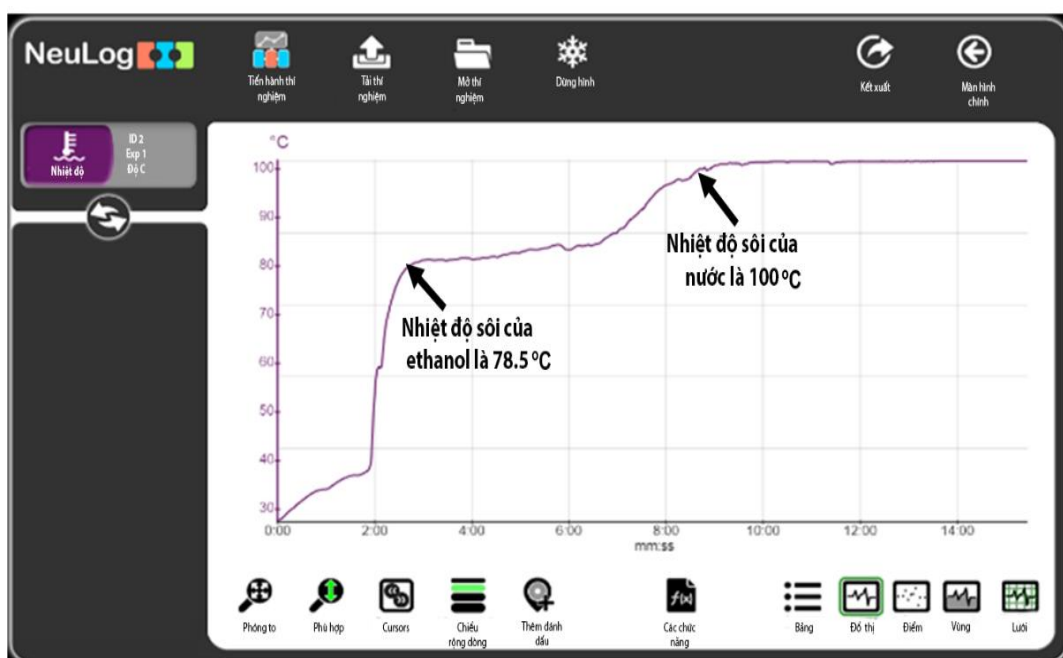 NeuLog
Tiến hành thí
nghiệm
Tải thí
nghiệm
Mở thí
nghiệm
Dừng hình
Kết xuất
Màn hình
chính
Nhiệt độ
ID 2
Exp 1
Độ C
°C
100
90
80
70
60
50
40
30
Nhiệt độ sôi của
nước là 100 °C
Nhiệt độ sôi của
ethanol là 78.5 °C
0:00 2:00 4:00 6:00 8:00 10:00 12:00 14:00
mm:ss
Phóng to
Phù hợp
Cursors
Chiều
rộng dòng
Thêm đánh
dấu
f(x)
Các chức
năng
Bảng
Đồ thị
Điểm
Vùng
Lưới